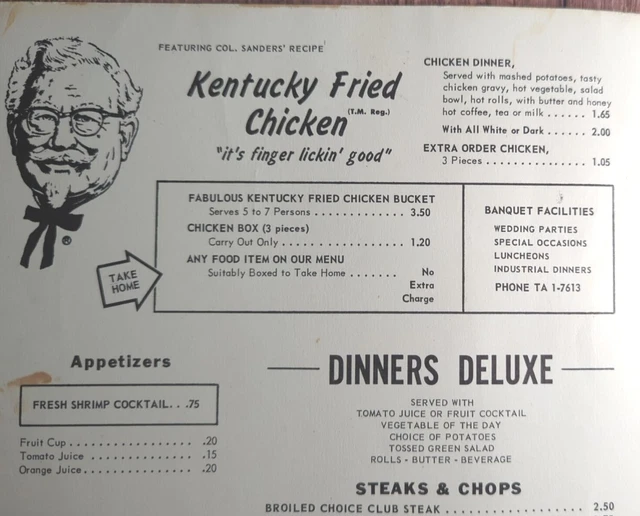 FEATURING COL. SANDERS' RECIPE
Kentucky Fried
Chicken
(T.M. Reg.)
"it's finger lickin' good"
CHICKEN DINNER,
Served with mashed potatoes, tasty
chicken gravy, hot vegetable, salad
bowl, hot rolls, with butter and honey
hot coffee, tea or milk ...... 1.65
With All White or Dark ..... 2.00
EXTRA ORDER CHICKEN,
3 Pieces .............. 1.05
®
TAKE
HOME
FABULOUS KENTUCKY FRIED CHICKEN BUCKET
Serves 5 to 7 Persons ............. 3.50
CHICKEN BOX (3 pieces)
Carry Out Only .................. 1.20
ANY FOOD ITEM ON OUR MENU
Suitably Boxed to Take Home ....... No
Extra
Charge
BANQUET FACILITIES
WEDDING PARTIES
SPECIAL OCCASIONS
LUNCHEONS
INDUSTRIAL DINNERS
PHONE TA 1-7613
Appetizers
FRESH SHRIMP COCKTAIL. . .75
Fruit Cup .................. .20
Tomato Juice ............... .15
Orange Juice................ .20
DINNERS DELUXE
SERVED WITH
TOMATO JUICE OR FRUIT COCKTAIL
VEGETABLE OF THE DAY
CHOICE OF POTATOES
TOSSED GREEN SALAD
ROLLS - BUTTER - BEVERAGE
STEAKS & CHOPS
BROILED CHOICE CLUB STEAK .................. 2.50